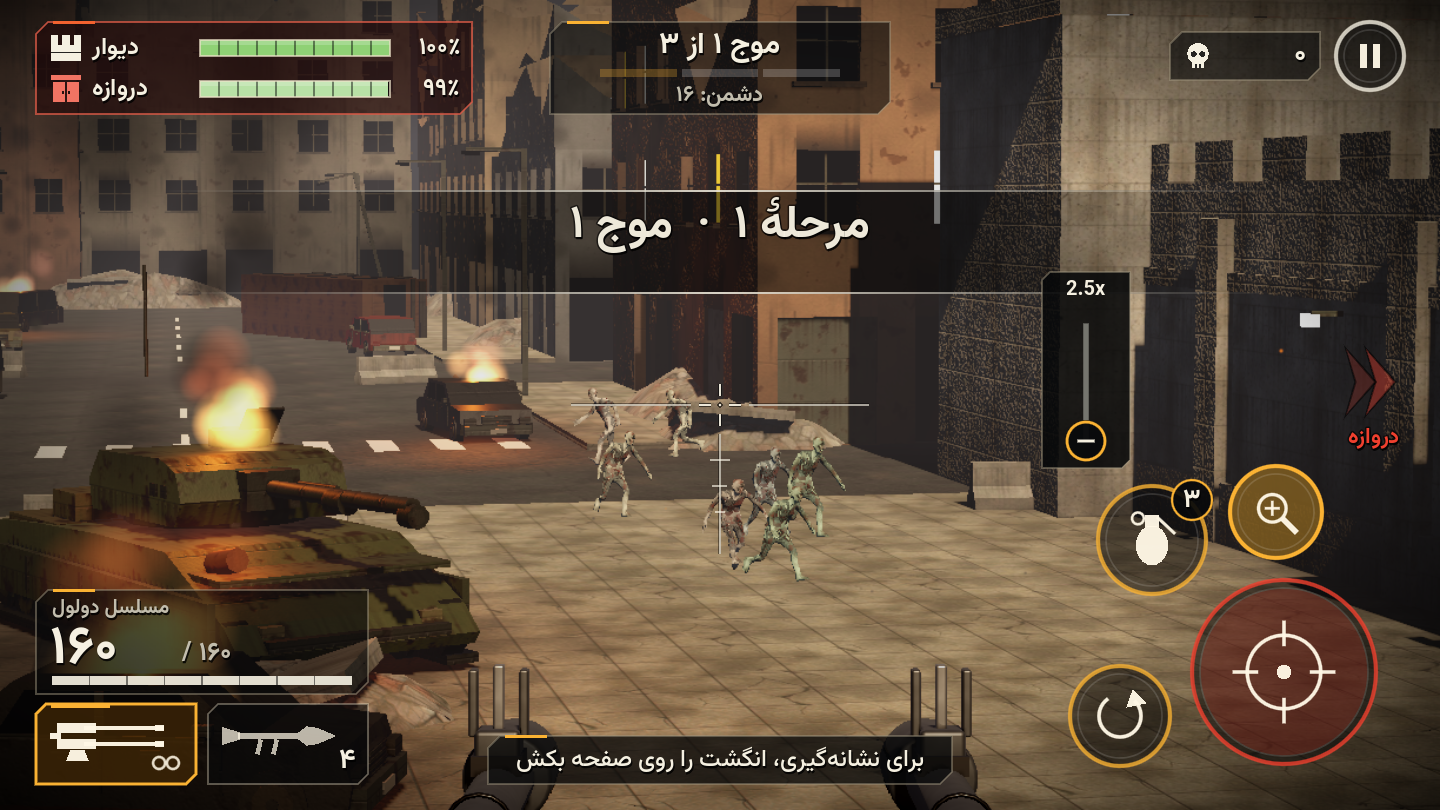 دیوار ۱۰۰٪
دروازه ۹۹٪
موج ۱ از ۳
دشمن: ۱۶
۰
مرحلهٔ ۱ · موج ۱
2.5x
دروازه
۳
مسلسل دولول
۱۶۰ / ۱۶۰
∞
۴
برای نشانه‌گیری، انگشت را روی صفحه بکش